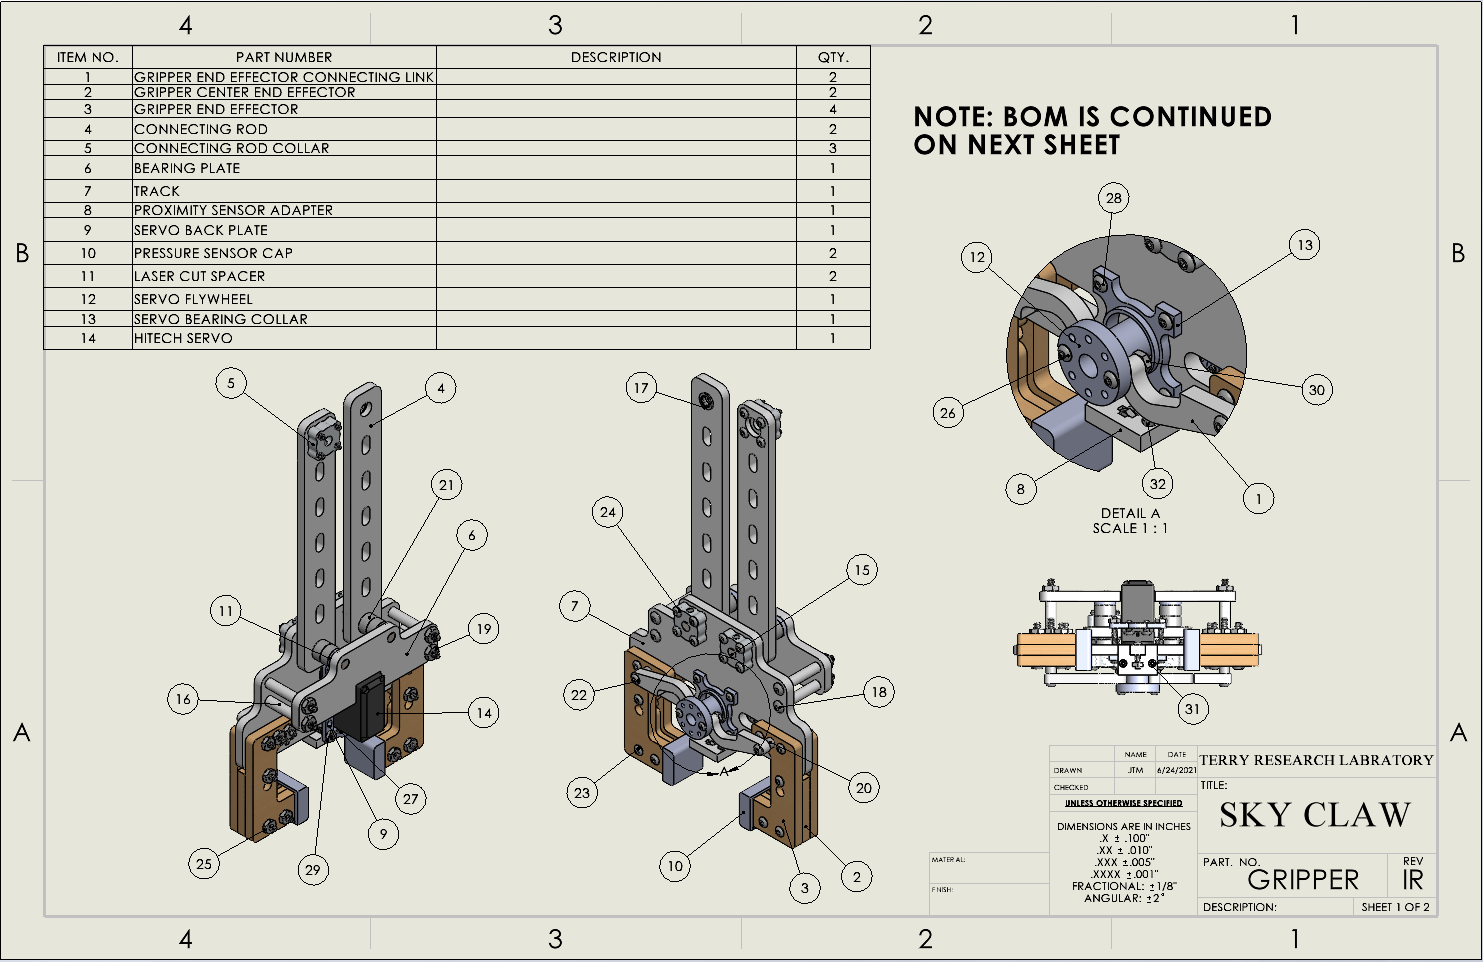 4 3 2 1
ITEM NO. PART NUMBER DESCRIPTION QTY.
1 GRIPPER END EFFECTOR CONNECTING LINK 2
2 GRIPPER CENTER END EFFECTOR 2
3 GRIPPER END EFFECTOR 4
4 CONNECTING ROD 2
5 CONNECTING ROD COLLAR 3
6 BEARING PLATE 1
7 TRACK 1
8 PROXIMITY SENSOR ADAPTER 1
9 SERVO BACK PLATE 1
10 PRESSURE SENSOR CAP 2
11 LASER CUT SPACER 2
12 SERVO FLYWHEEL 1
13 SERVO BEARING COLLAR 1
14 HITECH SERVO 1
NOTE: BOM IS CONTINUED
ON NEXT SHEET
B
B
28
12
13
26
30
8
32
1
DETAIL A
SCALE 1 : 1
5
4
21
6
11
19
16
14
27
9
25
29
17
24
15
7
22
18
A
23
20
10
3
2
31
A
A
NAME DATE
DRAWN JTM 6/24/2021
CHECKED
UNLESS OTHERWISE SPECIFIED
DIMENSIONS ARE IN INCHES
.X ± .100"
.XX ± .010"
.XXX ±.005"
.XXXX ±.001"
FRACTIONAL: ±1/8"
ANGULAR: ±2°
MATERIAL:
FINISH:
TERRY RESEARCH LABRATORY
TITLE:
SKY CLAW
PART. NO.
GRIPPER
REV
IR
DESCRIPTION:
SHEET 1 OF 2
4 3 2 1